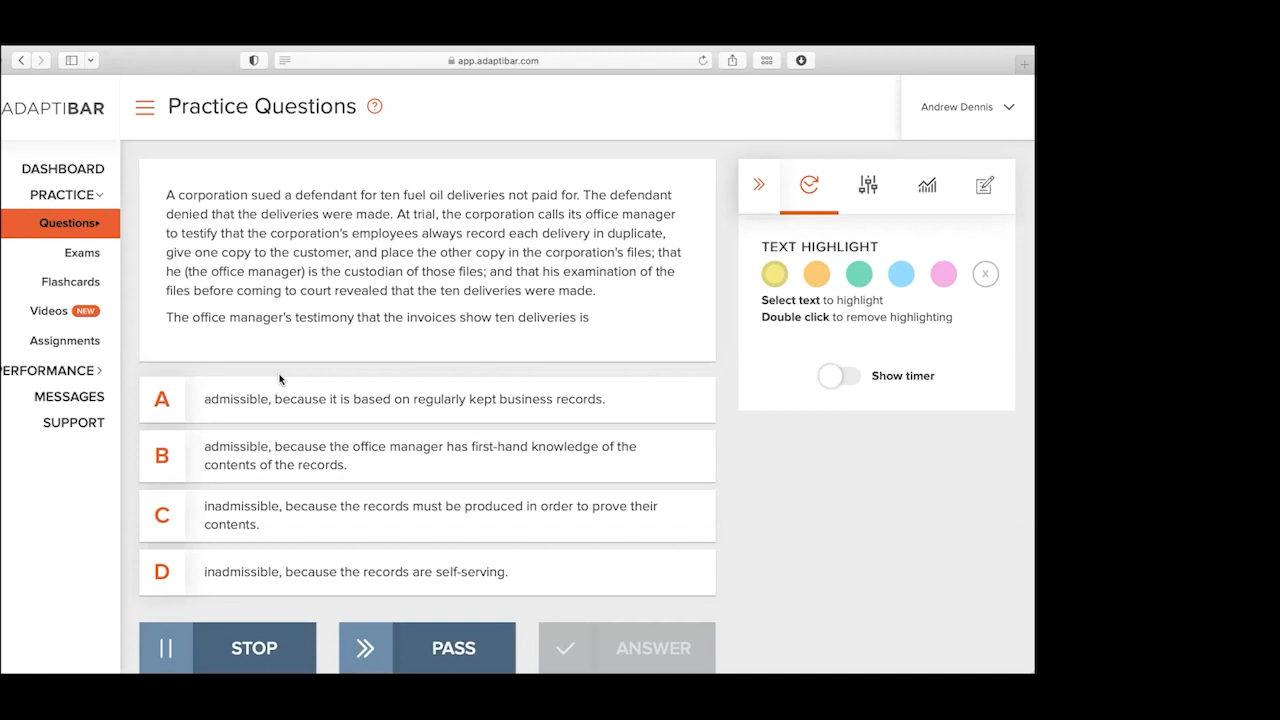 app.adaptibar.com
ADAPTIBAR
Practice Questions ?
Andrew Dennis
DASHBOARD
PRACTICE
Questions
Exams
Flashcards
Videos NEW
Assignments
PERFORMANCE
MESSAGES
SUPPORT
A corporation sued a defendant for ten fuel oil deliveries not paid for. The defendant
denied that the deliveries were made. At trial, the corporation calls its office manager
to testify that the corporation's employees always record each delivery in duplicate,
give one copy to the customer, and place the other copy in the corporation's files; that
he (the office manager) is the custodian of those files; and that his examination of the
files before coming to court revealed that the ten deliveries were made.
The office manager's testimony that the invoices show ten deliveries is
A admissible, because it is based on regularly kept business records.
B admissible, because the office manager has first-hand knowledge of the
contents of the records.
C inadmissible, because the records must be produced in order to prove their
contents.
D inadmissible, because the records are self-serving.
STOP
PASS
ANSWER
TEXT HIGHLIGHT
x
Select text to highlight
Double click to remove highlighting
Show timer